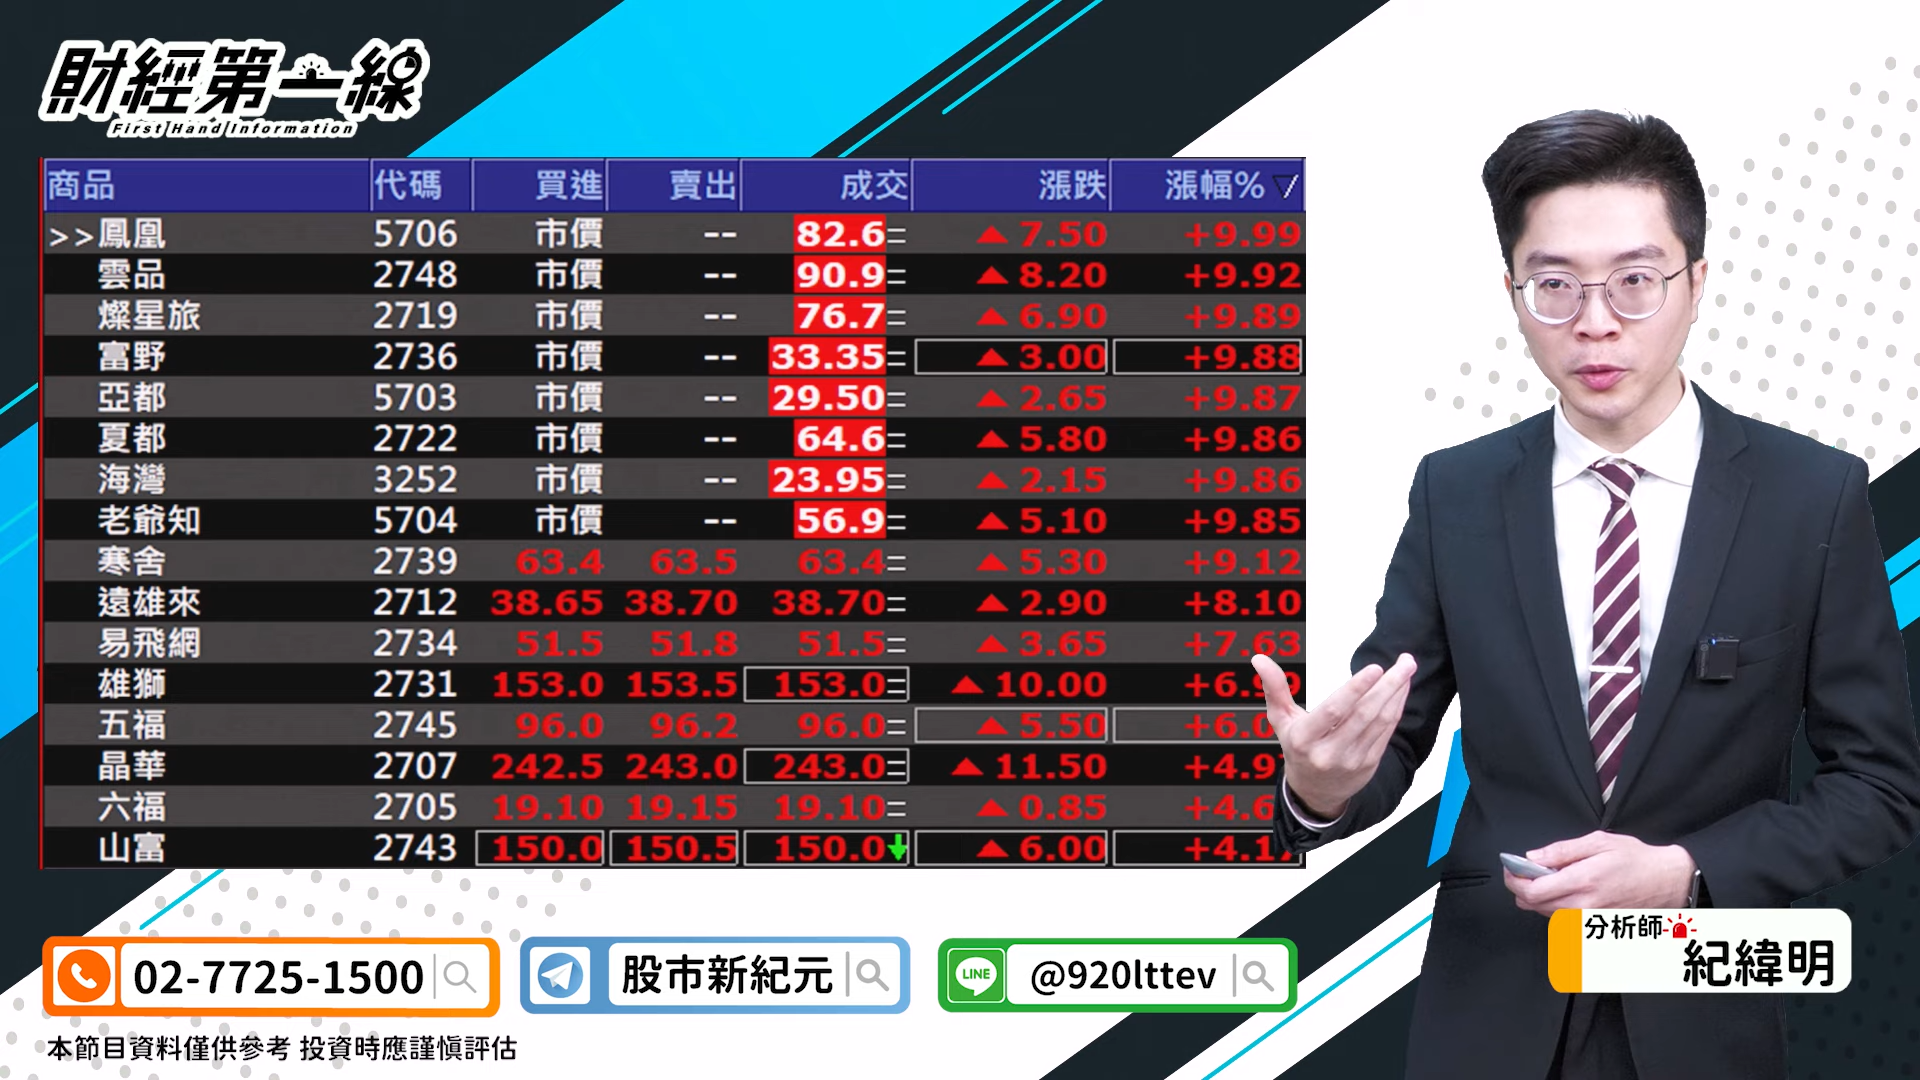 財經第一線
First Hand Information
商品 代碼 買進 賣出 成交 漲跌 漲幅% ▽
>>鳳凰 5706 市價 -- 82.6= ▲ 7.50 +9.99
雲品 2748 市價 -- 90.9= ▲ 8.20 +9.92
燦星旅 2719 市價 -- 76.7= ▲ 6.90 +9.89
富野 2736 市價 -- 33.35= ▲ 3.00 +9.88
亞都 5703 市價 -- 29.50= ▲ 2.65 +9.87
夏都 2722 市價 -- 64.6= ▲ 5.80 +9.86
海灣 3252 市價 -- 23.95= ▲ 2.15 +9.86
老爺知 5704 市價 -- 56.9= ▲ 5.10 +9.85
寒舍 2739 63.4 63.5 63.4= ▲ 5.30 +9.12
遠雄來 2712 38.65 38.70 38.70= ▲ 2.90 +8.10
易飛網 2734 51.5 51.8 51.5= ▲ 3.65 +7.63
雄獅 2731 153.0 153.5 153.0= ▲ 10.00 +6.99
五福 2745 96.0 96.2 96.0= ▲ 5.50
晶華 2707 242.5 243.0 243.0= ▲ 11.50
六福 2705 19.10 19.15 19.10= ▲ 0.85
山富 2743 150.0 150.5 150.0 ▲ 6.00
分析師
紀緯明
02-7725-1500
股市新紀元
LINE @920lttev
本節目資料僅供參考 投資時應謹慎評估